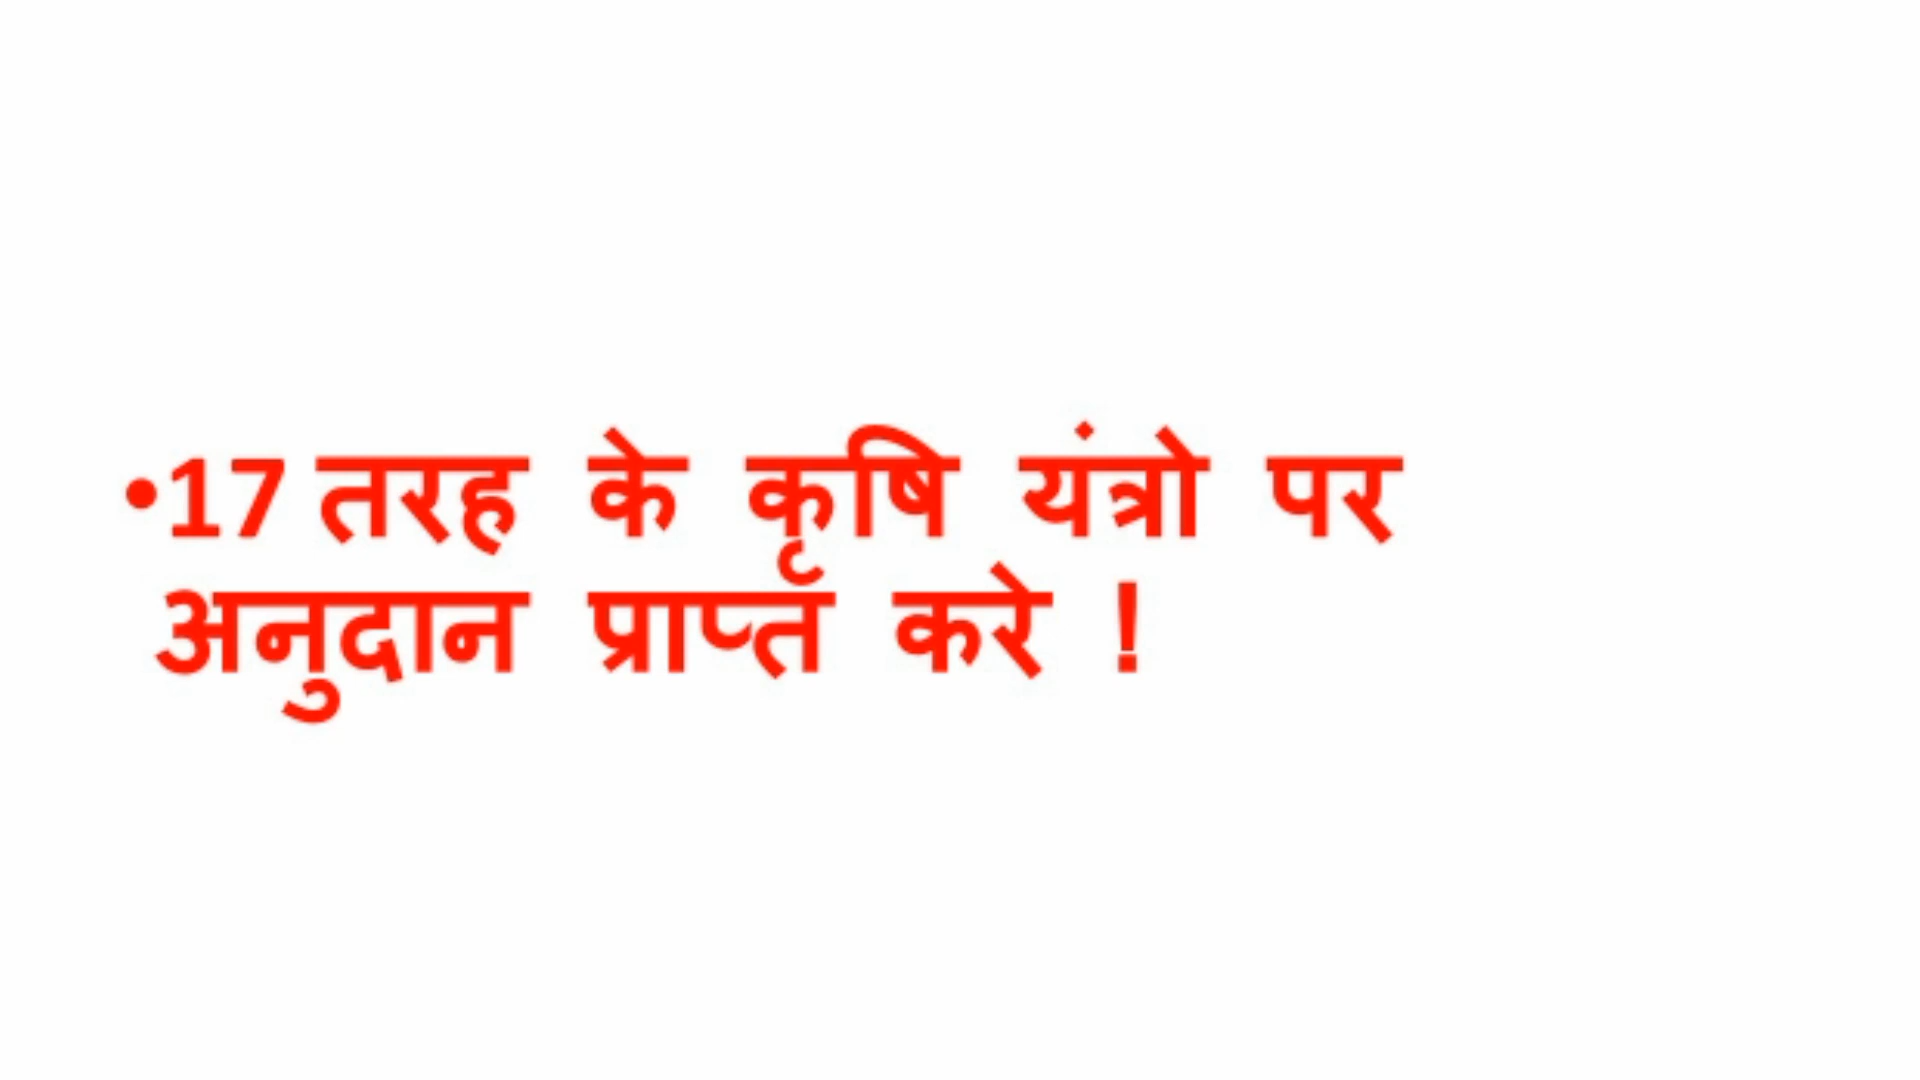 •17 तरह के कृषि यंत्रो पर
अनुदान प्राप्त करे !